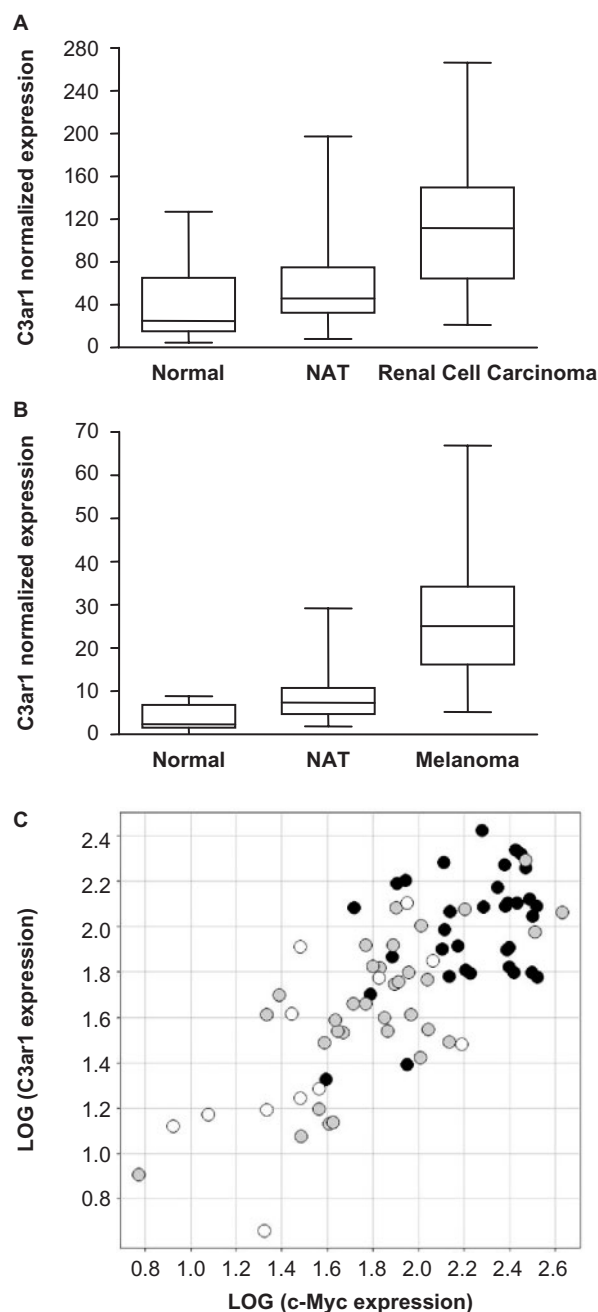 A
C3ar1 normalized expression
280
240
200
160
120
80
40
0
Normal NAT Renal Cell Carcinoma
B
C3ar1 normalized expression
70
60
50
40
30
20
10
0
Normal NAT Melanoma
C
LOG (C3ar1 expression)
2.4
2.2
2.0
1.8
1.6
1.4
1.2
1.0
0.8
0.8 1.0 1.2 1.4 1.6 1.8 2.0 2.2 2.4 2.6
LOG (c-Myc expression)